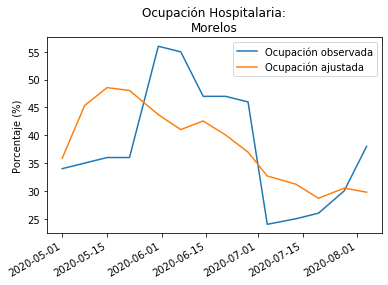 Ocupación Hospitalaria:
Morelos
Ocupación observada
Ocupación ajustada
Porcentaje (%)
55
50
45
40
35
30
25
2020-05-01
2020-05-15
2020-06-01
2020-06-15
2020-07-01
2020-07-15
2020-08-01